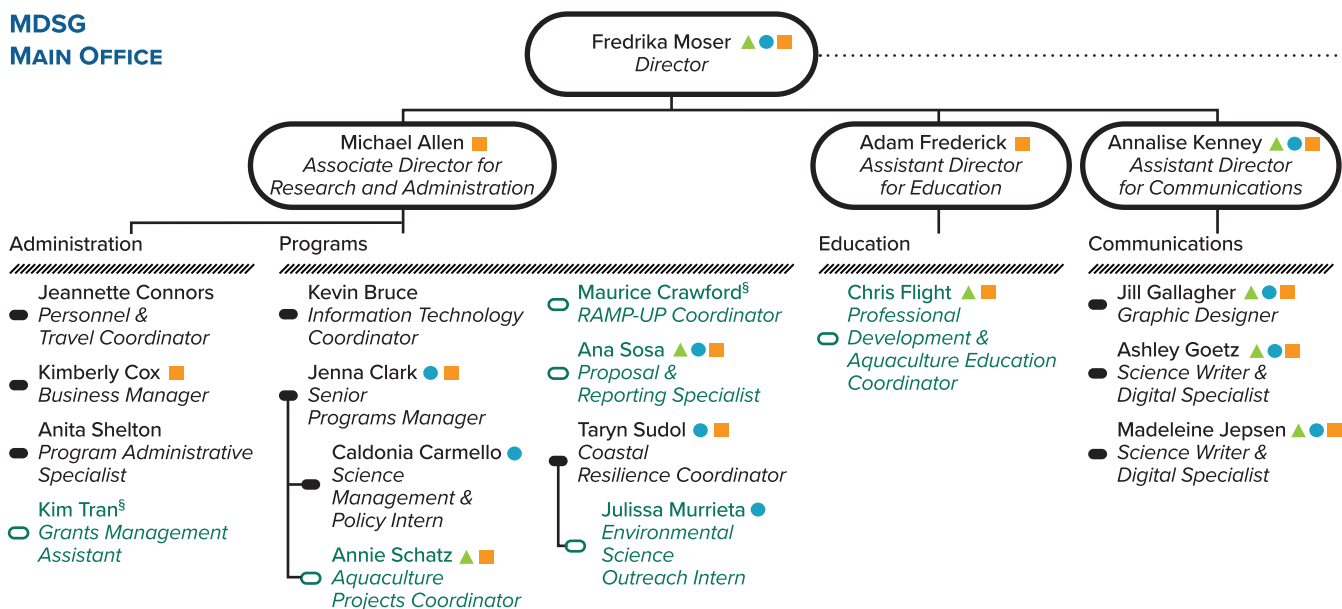 MDSG
MAIN OFFICE
Fredrika Moser
Director
Michael Allen
Associate Director for
Research and Administration
Adam Frederick
Assistant Director
for Education
Annalise Kenney
Assistant Director
for Communications
Administration
Jeannette Connors
Personnel &
Travel Coordinator
Kimberly Cox
Business Manager
Anita Shelton
Program Administrative
Specialist
Kim Tran§
Grants Management
Assistant
Programs
Kevin Bruce
Information Technology
Coordinator
Jenna Clark
Senior
Programs Manager
Caldonia Carmello
Science
Management &
Policy Intern
Annie Schatz
Aquaculture
Projects Coordinator
Maurice Crawford§
RAMP-UP Coordinator
Ana Sosa
Proposal &
Reporting Specialist
Taryn Sudol
Coastal
Resilience Coordinator
Julissa Murrieta
Environmental
Science
Outreach Intern
Education
Chris Flight
Professional
Development &
Aquaculture Education
Coordinator
Communications
Jill Gallagher
Graphic Designer
Ashley Goetz
Science Writer &
Digital Specialist
Madeleine Jepsen
Science Writer &
Digital Specialist